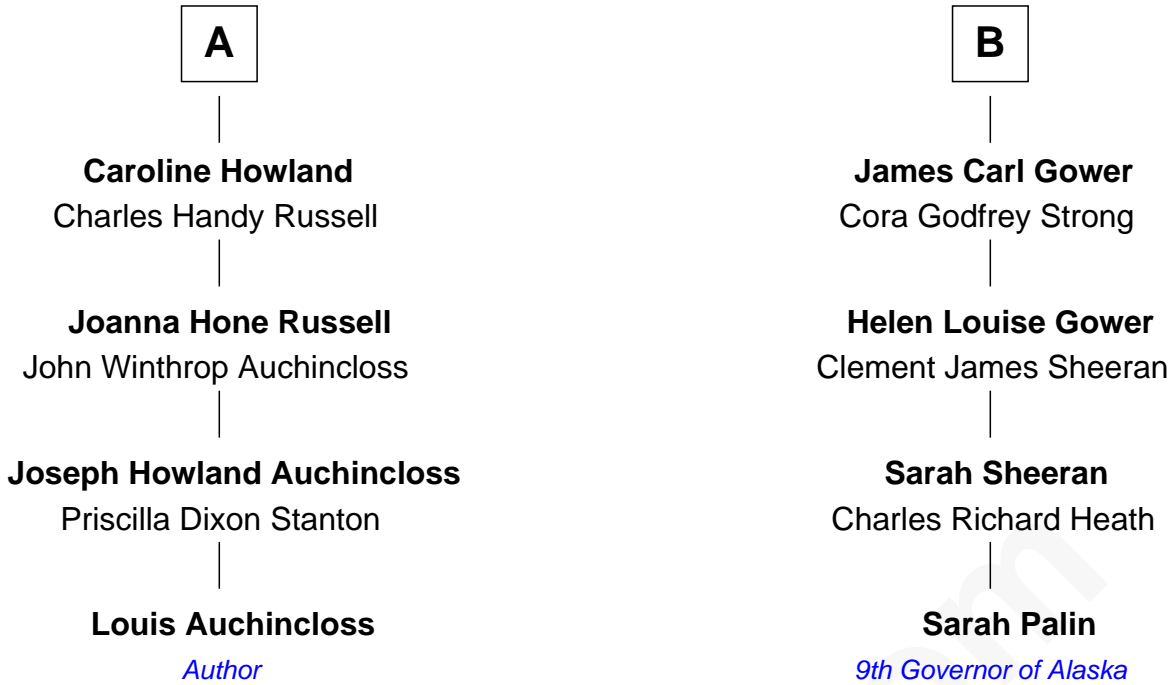 A
Caroline Howland
Charles Handy Russell
Joanna Hone Russell
John Winthrop Auchincloss
Joseph Howland Auchincloss
Priscilla Dixon Stanton
Louis Auchincloss
Author
B
James Carl Gower
Cora Godfrey Strong
Helen Louise Gower
Clement James Sheeran
Sarah Sheeran
Charles Richard Heath
Sarah Palin
9th Governor of Alaska